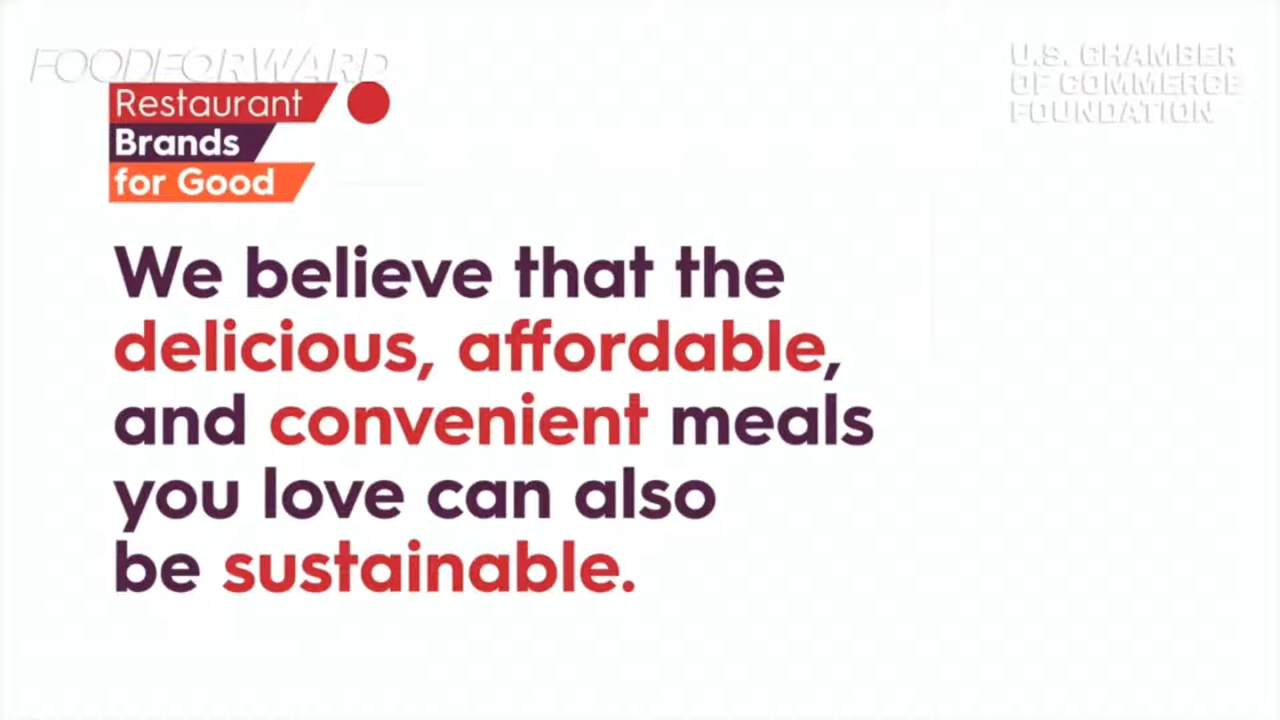 FOODFORWARD
U.S. CHAMBER
OF COMMERCE
FOUNDATION
Restaurant
Brands
for Good
We believe that the
delicious, affordable,
and convenient meals
you love can also
be sustainable.